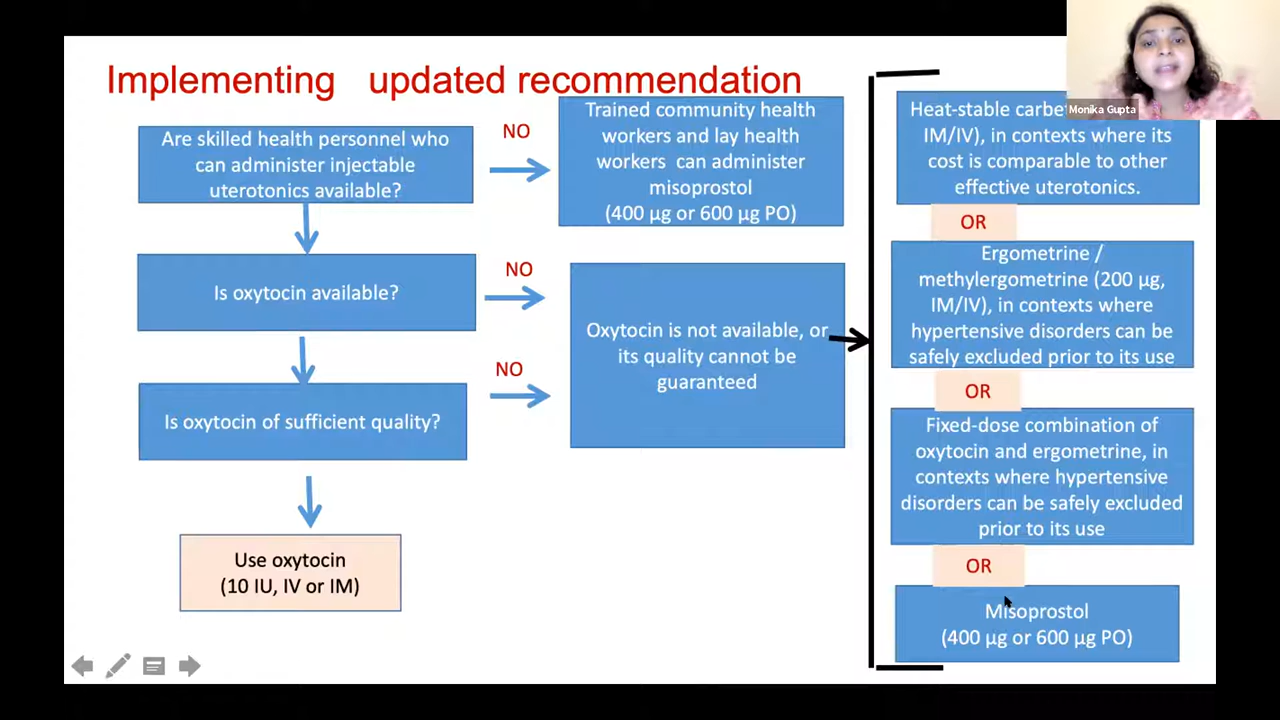 Implementing updated recommendation
Are skilled health personnel who
can administer injectable
uterotonics available?
NO
Trained community health
workers and lay health
workers can administer
misoprostol
(400 µg or 600 µg PO)
Is oxytocin available?
NO
Is oxytocin of sufficient quality?
NO
Oxytocin is not available, or
its quality cannot be
guaranteed
Use oxytocin
(10 IU, IV or IM)
Heat-stable
IM/IV), in contexts where its
cost is comparable to other
effective uterotonics.
OR
Ergometrine /
methylergometrine (200 µg,
IM/IV), in contexts where
hypertensive disorders can be
safely excluded prior to its use
OR
Fixed-dose combination of
oxytocin and ergometrine, in
contexts where hypertensive
disorders can be safely excluded
prior to its use
OR
Misoprostol
(400 µg or 600 µg PO)
Monika Gupta